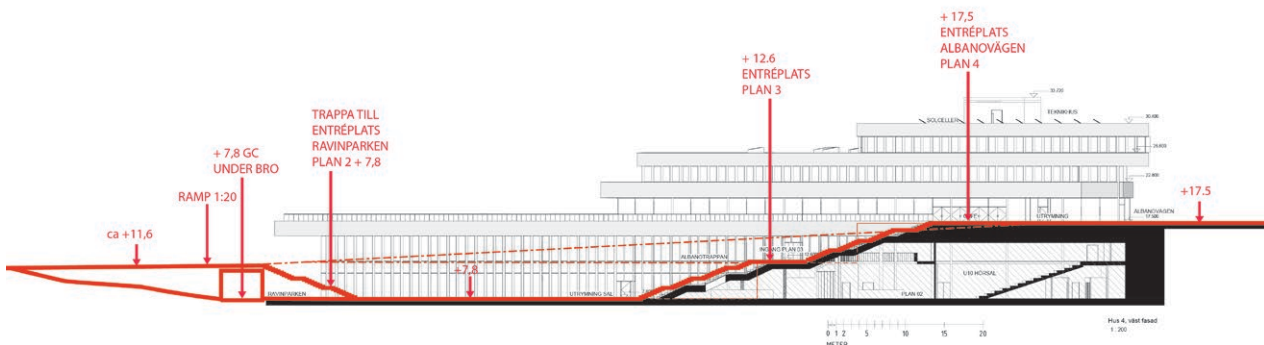 + 17,5
ENTRÉPLATS
ALBANOVÄGEN
PLAN 4
+ 12.6
ENTRÉPLATS
PLAN 3
TRAPPA TILL
ENTRÉPLATS
RAVINPARKEN
PLAN 2 + 7,8
+ 7,8 GC
UNDER BRO
RAMP 1:20
ca +11,6
+17.5
SOLCELLER
TEKNIKHUS
ALBANOVÄGEN
UTRYMNING
INGÅNG PLAN 03
ALBANOTRAPPAN
+7,8
RAVINPARKEN
UTRYMNING SAL
PLAN 02
U10 HÖRSAL
Hus 4, väst fasad
1 : 200
0 1 2 5 10 15 20
METER